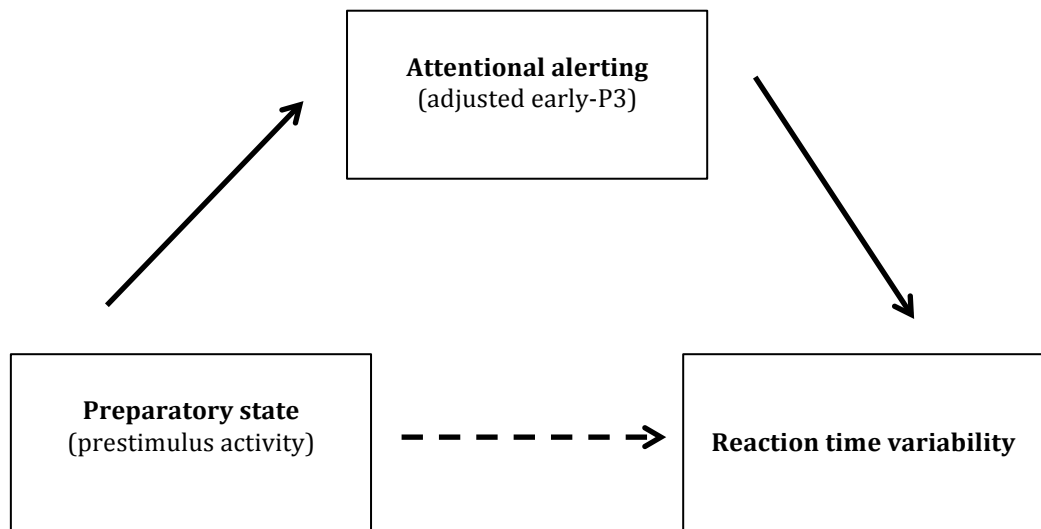 Attentional alerting
(adjusted early-P3)
Preparatory state
(prestimulus activity)
Reaction time variability